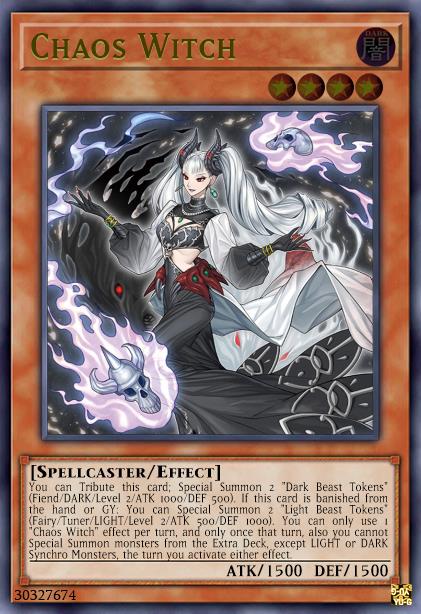 Chaos Witch
DARK
闇
[Spellcaster/Effect]
You can Tribute this card; Special Summon 2 "Dark Beast Tokens"
(Fiend/DARK/Level 2/ATK 1000/DEF 500). If this card is banished from
the hand or GY: You can Special Summon 2 "Light Beast Tokens"
(Fairy/Tuner/LIGHT/Level 2/ATK 500/DEF 1000). You can only use 1
"Chaos Witch" effect per turn, and only once that turn, also you cannot
Special Summon monsters from the Extra Deck, except LIGHT or DARK
Synchro Monsters, the turn you activate either effect.
ATK/1500 DEF/1500
30327674